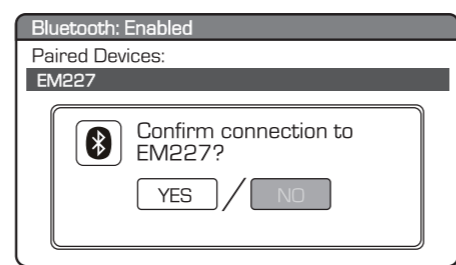 Bluetooth: Enabled
Paired Devices:
EM227
Confirm connection to
EM227?
YES / NO